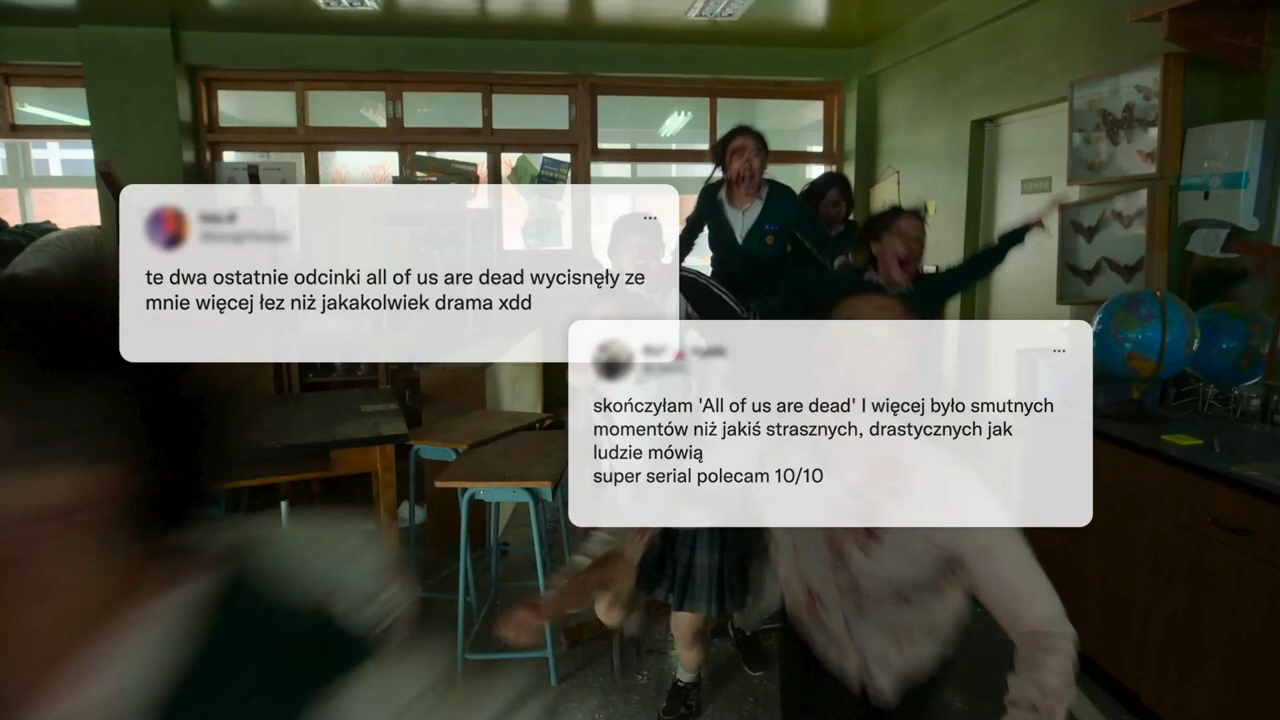 te dwa ostatnie odcinki all of us are dead wycisnęły ze
mnie więcej łez niż jakakolwiek drama xdd
skończyłam 'All of us are dead' I więcej było smutnych
momentów niż jakiś strasznych, drastycznych jak
ludzie mówią
super serial polecam 10/10